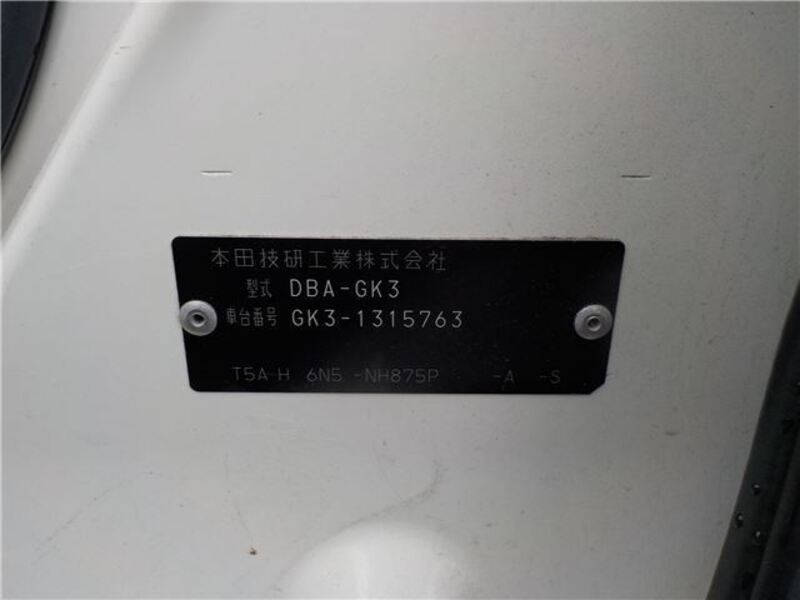 本田技研工業株式会社
型式 DBA-GK3
車台番号 GK3-1315763
T5A-H 6N5 -NH875P -A -S